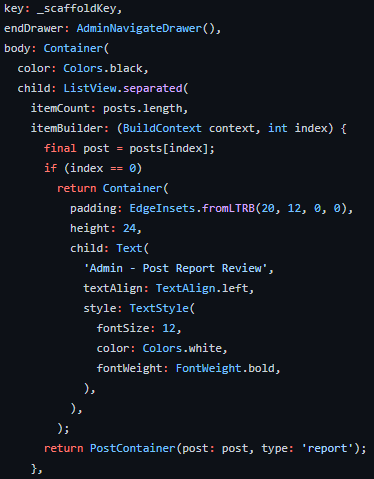 key: _scaffoldKey,
endDrawer: AdminNavigateDrawer(),
body: Container(
  color: Colors.black,
  child: ListView.separated(
    itemCount: posts.length,
    itemBuilder: (BuildContext context, int index) {
      final post = posts[index];
      if (index == 0)
        return Container(
          padding: EdgeInsets.fromLTRB(20, 12, 0, 0),
          height: 24,
          child: Text(
            'Admin - Post Report Review',
            textAlign: TextAlign.left,
            style: TextStyle(
              fontSize: 12,
              color: Colors.white,
              fontWeight: FontWeight.bold,
            ),
          ),
        );
      return PostContainer(post: post, type: 'report');
    },